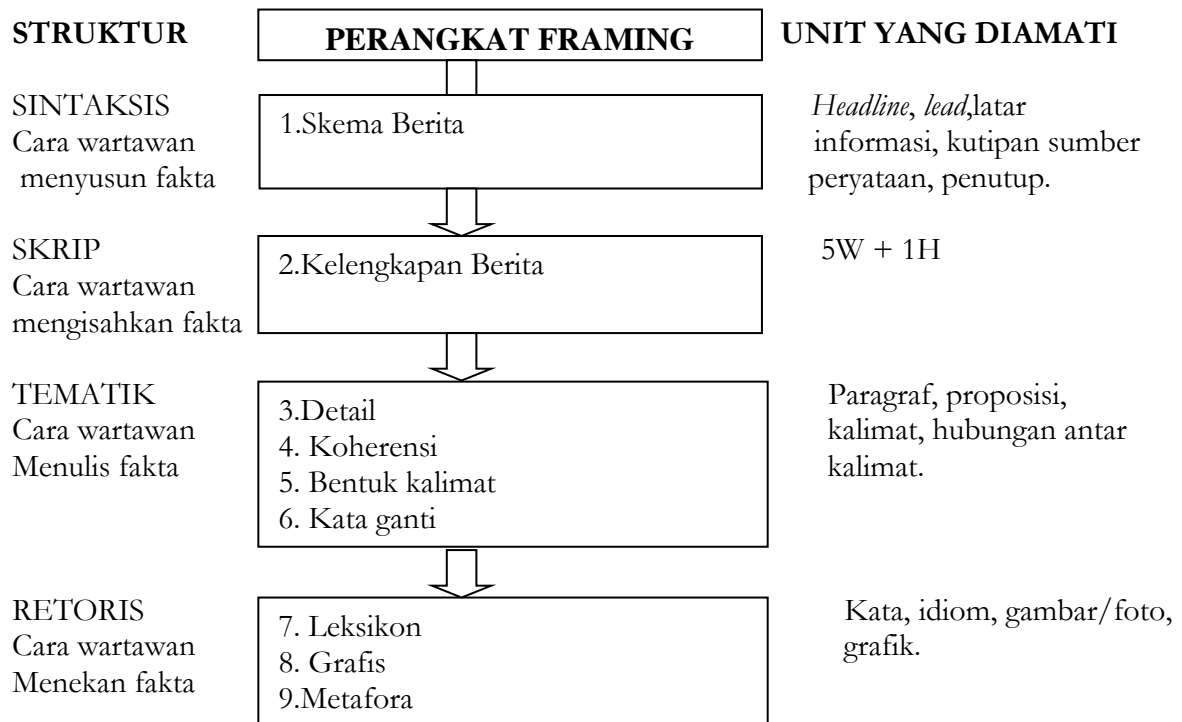 STRUKTUR
PERANGKAT FRAMING
UNIT YANG DIAMATI
SINTAKSIS
Cara wartawan
menyusun fakta
1.Skema Berita
Headline, lead,latar
informasi, kutipan sumber
peryataan, penutup.
SKRIP
Cara wartawan
mengisahkan fakta
2.Kelengkapan Berita
5W + 1H
TEMATIK
Cara wartawan
Menulis fakta
3.Detail
4. Koherensi
5. Bentuk kalimat
6. Kata ganti
Paragraf, proposisi,
kalimat, hubungan antar
kalimat.
RETORIS
Cara wartawan
Menekan fakta
7. Leksikon
8. Grafis
9.Metafora
Kata, idiom, gambar/foto,
grafik.